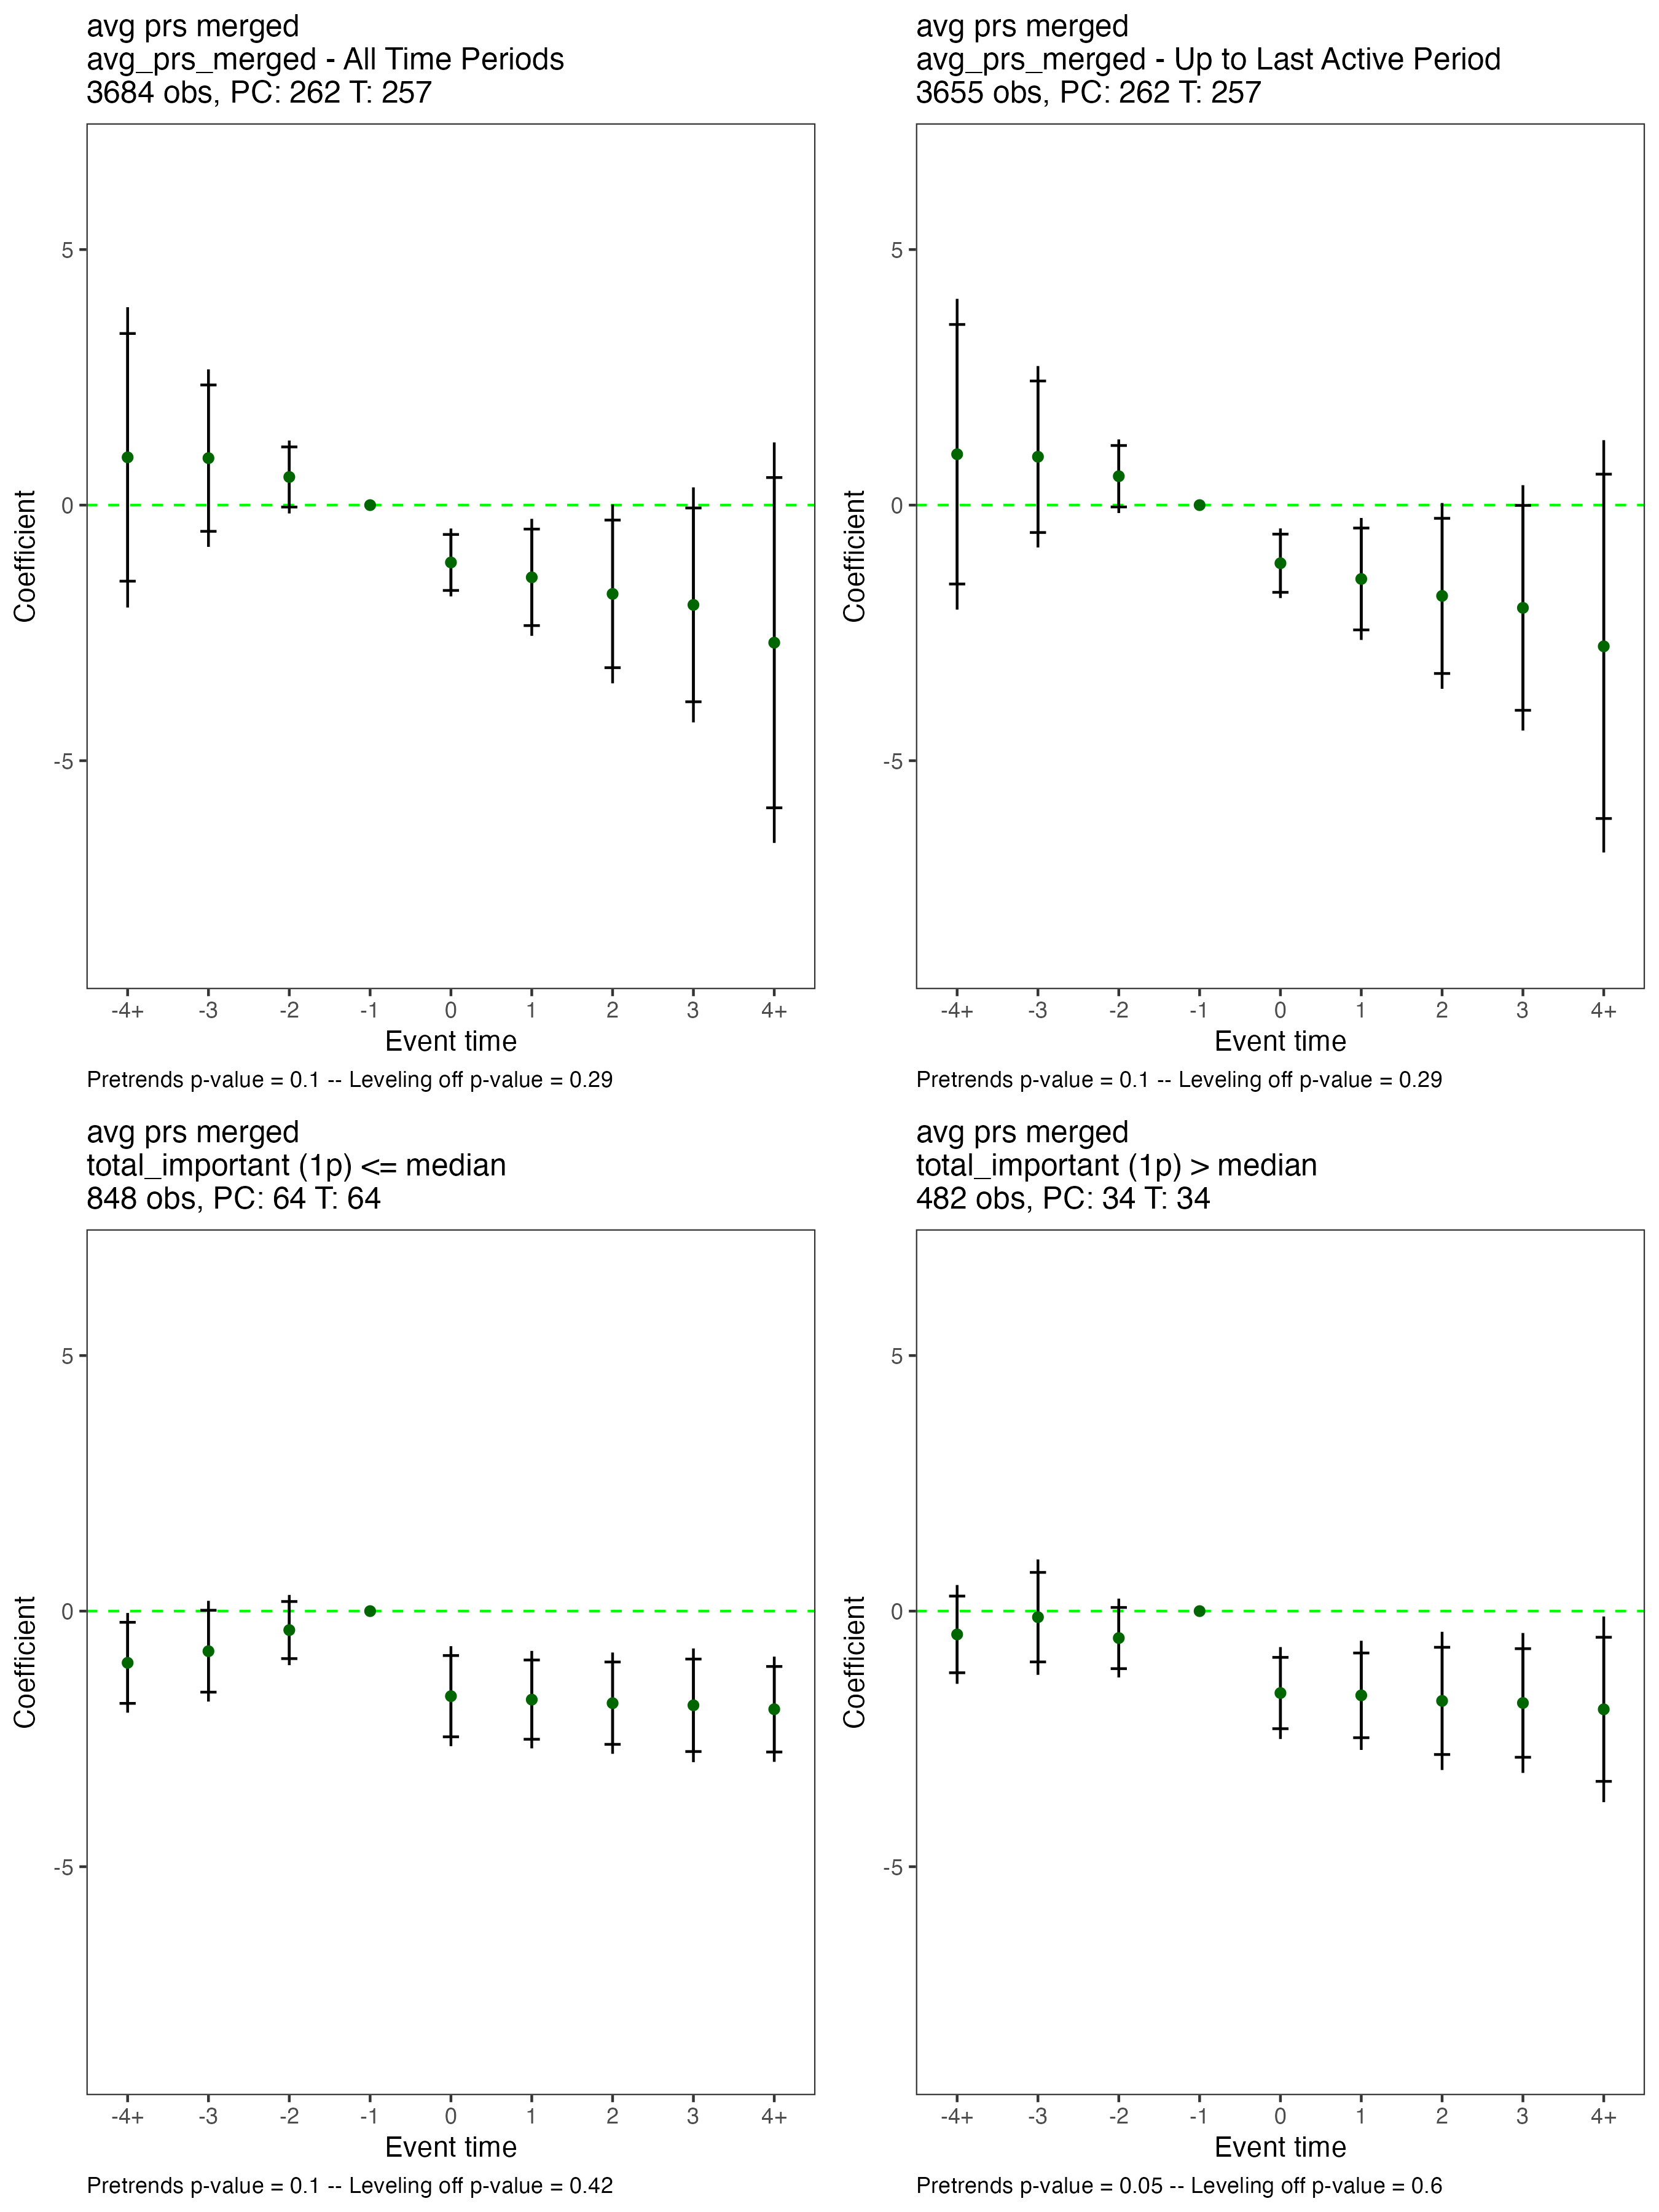 avg prs merged
avg_prs_merged - All Time Periods
3684 obs, PC: 262 T: 257
5
0
-5
Coefficient
-4+ -3 -2 -1 0 1 2 3 4+
Event time
Pretrends p-value = 0.1 -- Leveling off p-value = 0.29
avg prs merged
avg_prs_merged - Up to Last Active Period
3655 obs, PC: 262 T: 257
5
0
-5
Coefficient
-4+ -3 -2 -1 0 1 2 3 4+
Event time
Pretrends p-value = 0.1 -- Leveling off p-value = 0.29
avg prs merged
total_important (1p) <= median
848 obs, PC: 64 T: 64
5
0
-5
Coefficient
-4+ -3 -2 -1 0 1 2 3 4+
Event time
Pretrends p-value = 0.1 -- Leveling off p-value = 0.42
avg prs merged
total_important (1p) > median
482 obs, PC: 34 T: 34
5
0
-5
Coefficient
-4+ -3 -2 -1 0 1 2 3 4+
Event time
Pretrends p-value = 0.05 -- Leveling off p-value = 0.6